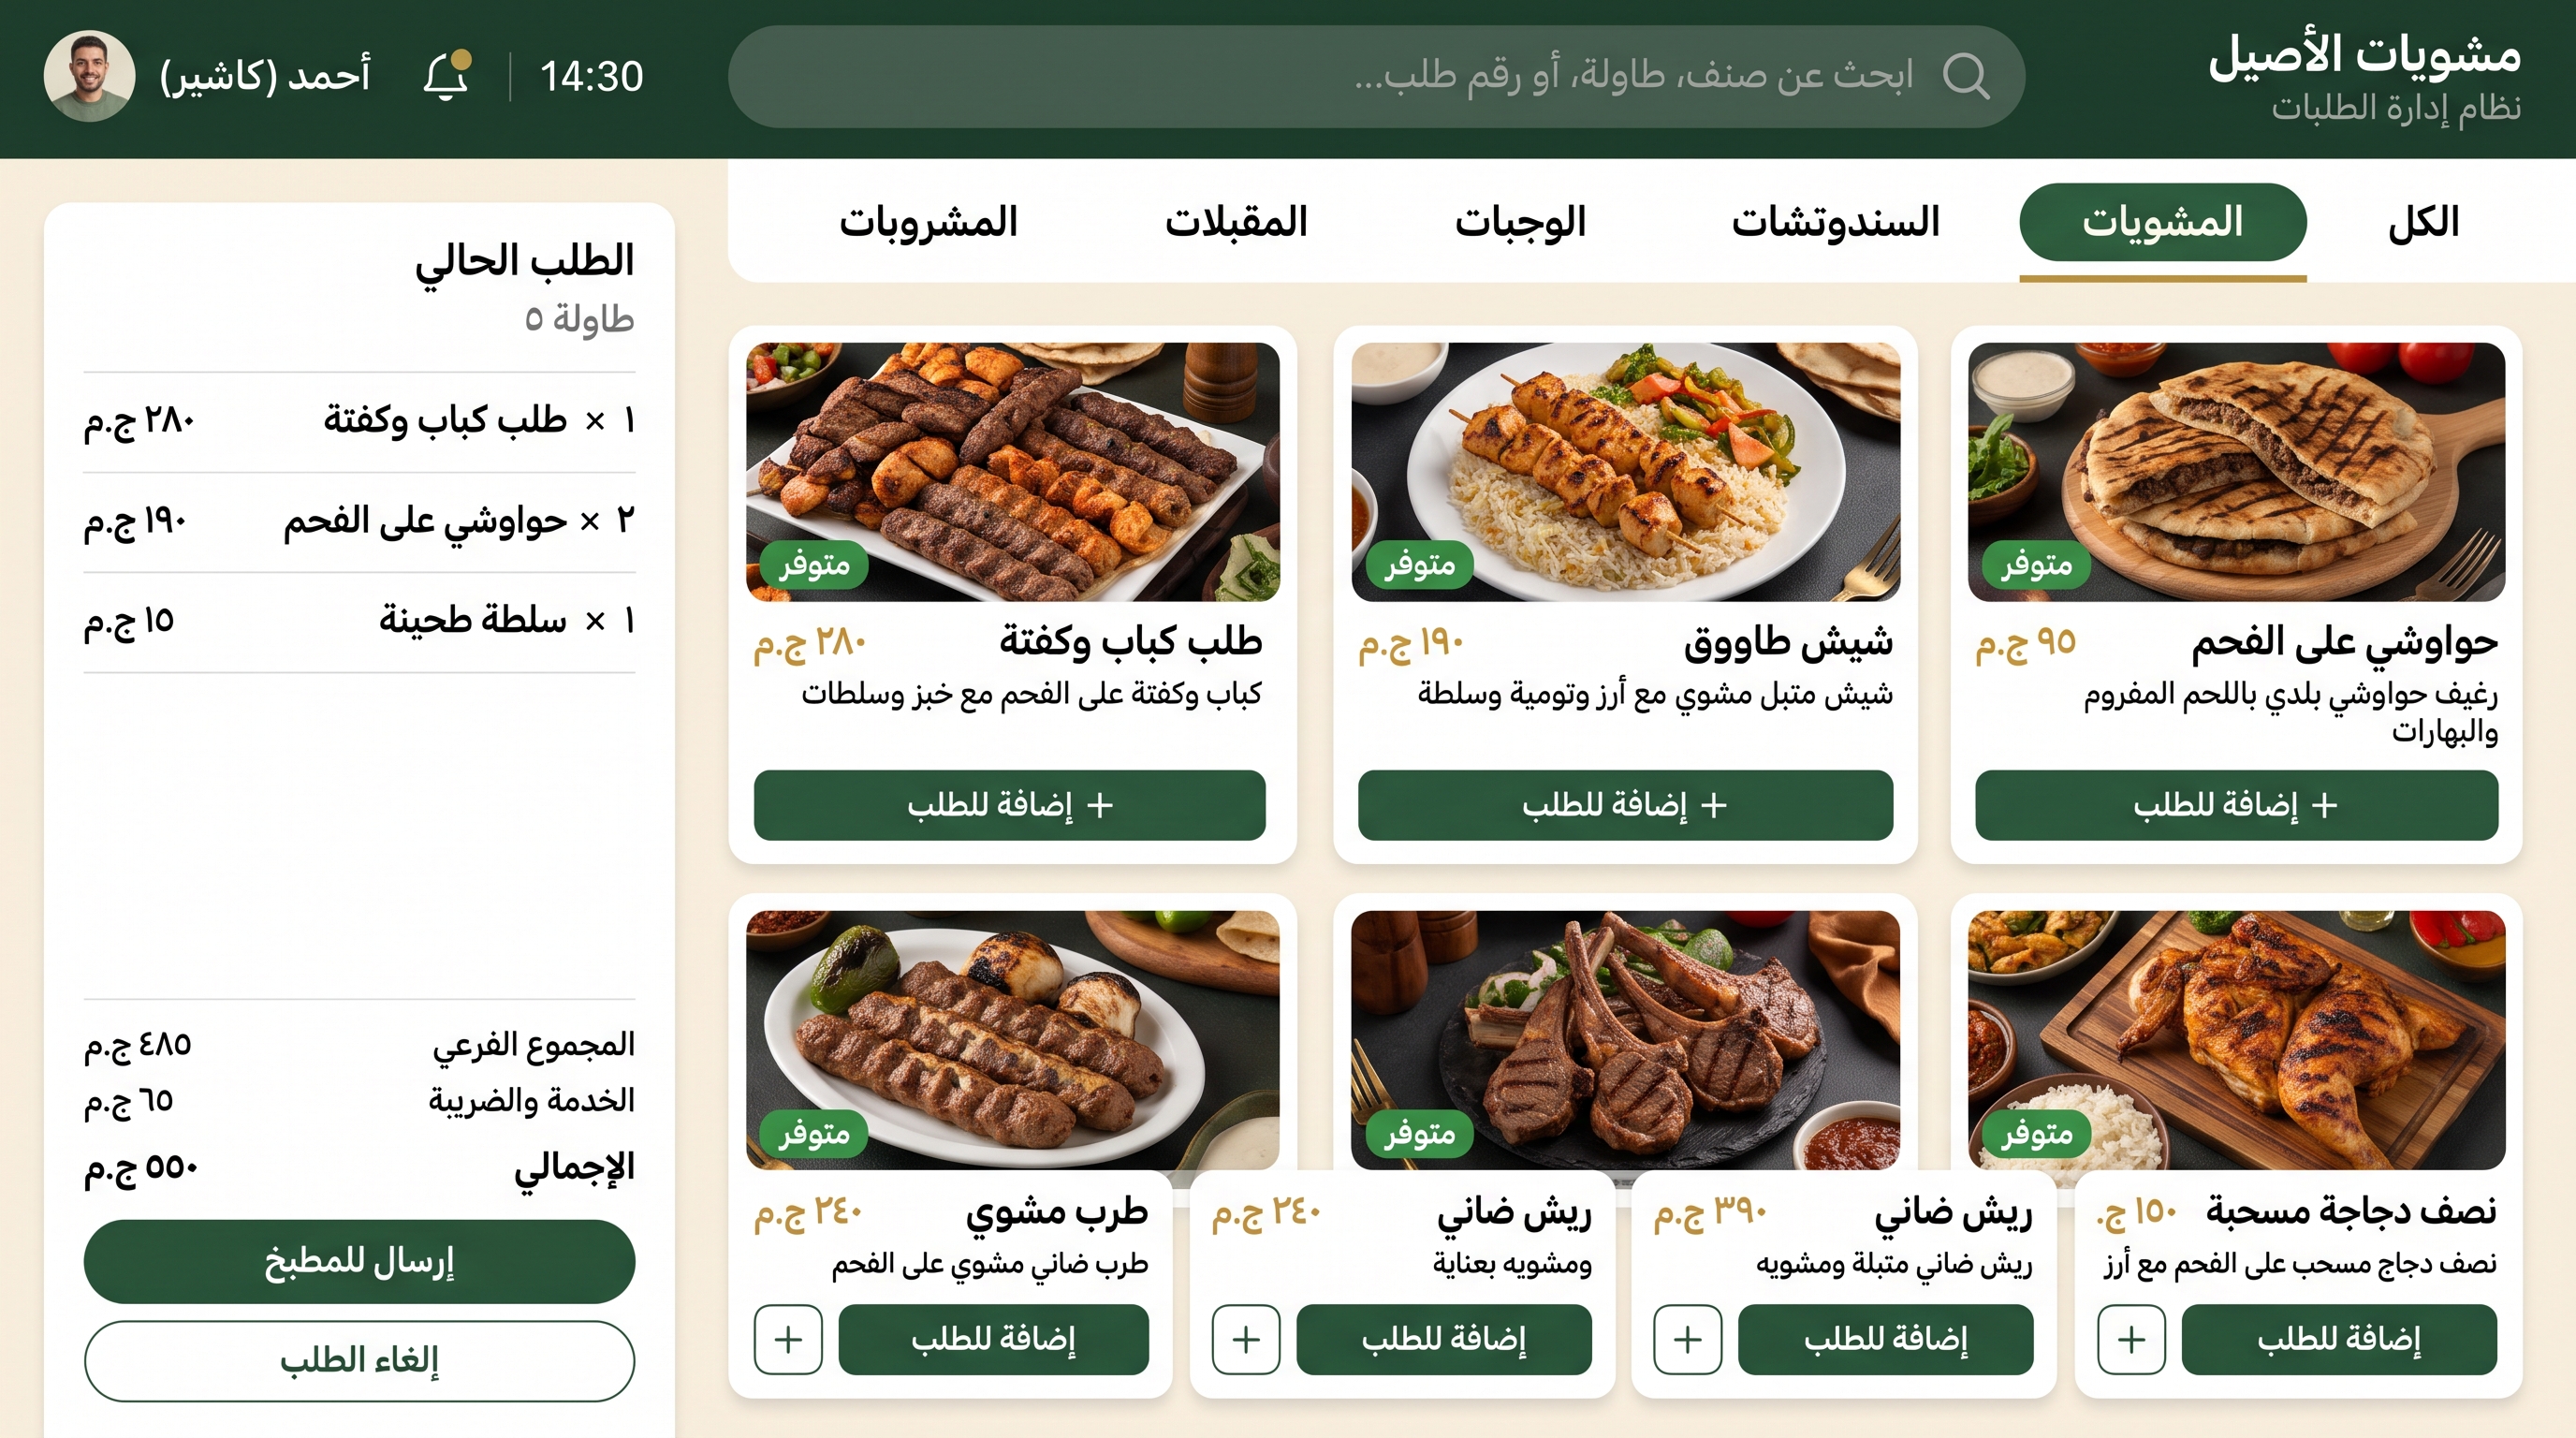 مشويات الأصيل
نظام إدارة الطلبات
ابحث عن صنف، طاولة، أو رقم طلب...
14:30
أحمد (كاشير)
الكل
المشويات
السندوتشات
الوجبات
المقبلات
المشروبات
متوفر
حواوشي على الفحم
٩٥ ج.م
رغيف حواوشي بلدي باللحم المفروم
والبهارات
+ إضافة للطلب
متوفر
شيش طاووق
١٩٠ ج.م
شيش متبل مشوي مع أرز وتومية وسلطة
+ إضافة للطلب
متوفر
طلب كباب وكفتة
٢٨٠ ج.م
كباب وكفتة على الفحم مع خبز وسلطات
+ إضافة للطلب
متوفر
متوفر
متوفر
نصف دجاجة مسحبة
١٥٠ ج.
نصف دجاج مسحب على الفحم مع أرز
إضافة للطلب
+
ريش ضاني
٣٩٠ ج.م
ريش ضاني متبلة ومشويه
إضافة للطلب
+
ريش ضاني
٢٤٠ ج.م
ومشويه بعناية
إضافة للطلب
+
طرب مشوي
٢٤٠ ج.م
طرب ضاني مشوي على الفحم
إضافة للطلب
+
الطلب الحالي
طاولة ٥
١ × طلب كباب وكفتة ٢٨٠ ج.م
٢ × حواوشي على الفحم ١٩٠ ج.م
١ × سلطة طحينة ١٥ ج.م
المجموع الفرعي ٤٨٥ ج.م
الخدمة والضريبة ٦٥ ج.م
الإجمالي ٥٥٠ ج.م
إرسال للمطبخ
إلغاء الطلب